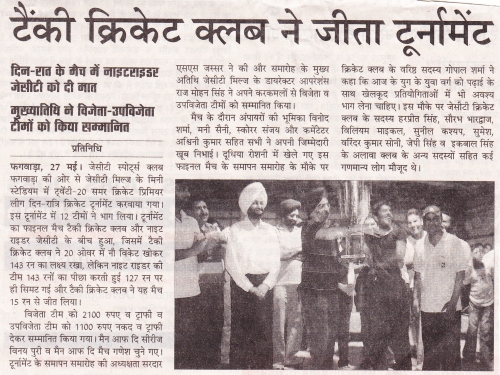 टैंकी क्रिकेट क्लब ने जीता टूर्नामेंट
दिन-रात के मैच में नाइटराइडर
जेसीटी को दी मात
मुख्यातिथि ने विजेता-उपविजेता
टीमों को किया सम्मानित
प्रतिनिधि
फगवाड़ा, 27 मई। जेसीटी स्पोर्ट्स क्लब
फगवाड़ा की ओर से जेसीटी मिल्ज के मिनी
स्टेडियम में ट्वेंटी-20 समर क्रिकेट प्रिमियर
लीग दिन-रात्रि क्रिकेट टूर्नामेंट करवाया गया।
इस टूर्नामेंट में 12 टीमों ने भाग लिया। टूर्नामेंट
का फाइनल मैच टैंकी क्रिकेट क्लब और नाइट
राइडर जेसीटी के बीच हुआ, जिसमें टैंकी
क्रिकेट क्लब ने 20 ओवर में नौ विकेट खोकर
143 रन का लक्ष्य रखा, लेकिन नाइट राइडर की
टीम 143 रनों का पीछा करती हुई 127 रन पर
ही सिमट गई और टैंकी क्रिकेट क्लब ने यह मैच
15 रन से जीत लिया।
विजेता टीम को 2100 रुपए व ट्राफी व
उपविजेता टीम को 1100 रुपए नकद व ट्राफी
देकर सम्मानित किया गया। मैन आफ दि सीरीज
विनय पुरी व मैन आफ दि मैच गणेश चुने गए।
टूर्नामेंट के समापन समारोह की अध्यक्षता सरदार
एसएस जस्सर ने की और समारोह के मुख्य
अतिथि जेसीटी मिल्ज के डायरेक्टर आपरेशंस
राज मोहन सिंह ने अपने करकमलों से विजेता व
उपविजेता टीमों को सम्मानित किया।
मैच के दौरान अंपायरों की भूमिका विनोद
शर्मा, मनी सैनी, स्कोरर संजय और कमेंटेटर
अश्विनी कुमार सहित सभी ने अपनी जिम्मेदारी
खूब निभाई। दूधिया रोशनी में खेले गए इस
फाइनल मैच के समापन समारोह के मौके पर
क्रिकेट क्लब के वरिष्ठ सदस्य गोपाल शर्मा ने
कहा कि आज के युग के युवा वर्ग को पढ़ाई के
साथ खेलकूद प्रतियोगिताओं में भी अवश्य
भाग लेना चाहिए। इस मौके पर जेसीटी क्रिकेट
क्लब के सदस्य हरप्रीत सिंह, सौरभ भारद्वाज,
विलियम माइकल, सुनील कश्यप, सुमेश,
वरिंदर कुमार सोनी, जेपी सिंह व इकबाल सिंह
के अलावा क्लब के अन्य सदस्यों सहित कई
गणमान्य लोग मौजूद थे।